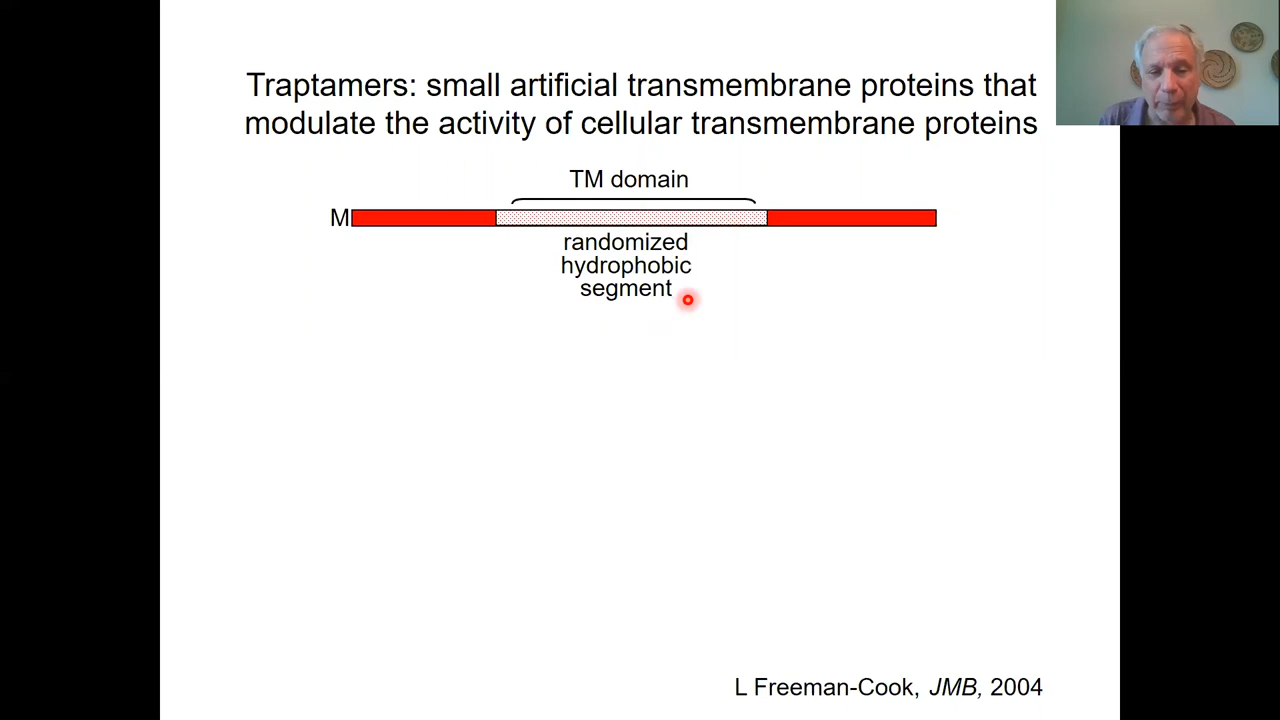 Traptamers: small artificial transmembrane proteins that
modulate the activity of cellular transmembrane proteins
TM domain
M
randomized
hydrophobic
segment
L Freeman-Cook, JMB, 2004